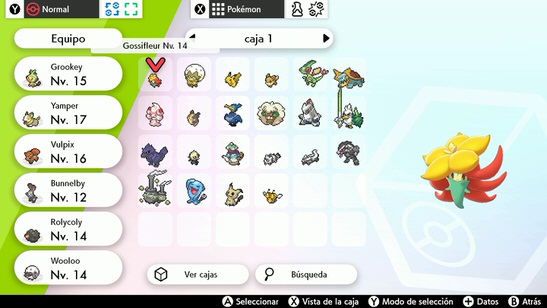 Y Normal X Pokémon
Equipo
caja 1
Gossifleur Nv. 14
Grookey
Nv. 15
Yamper
Nv. 17
Vulpix
Nv. 16
Bunnelby
Nv. 12
Rolycoly
Nv. 14
Wooloo
Nv. 14
Ver cajas
Búsqueda
A Seleccionar X Vista de la caja Y Modo de selección + Datos B Atrás